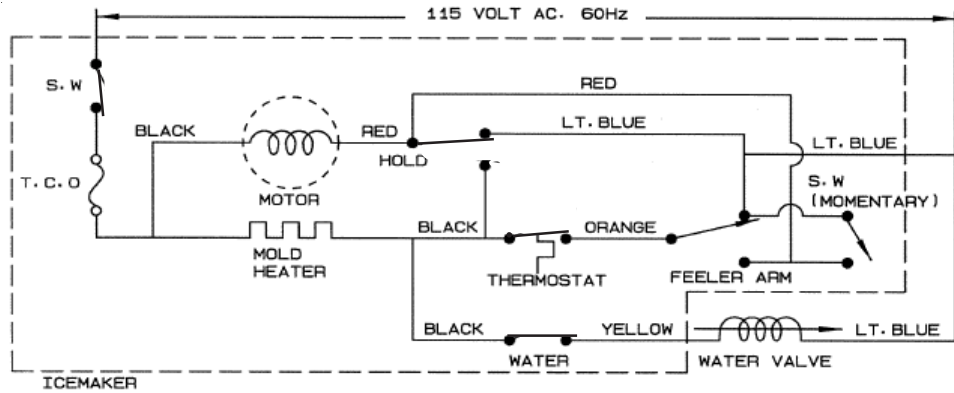 115 VOLT AC. 60Hz
S.W
RED
BLACK
RED
LT. BLUE
HOLD
LT. BLUE
T.C.O
MOTOR
S.W
(MOMENTARY)
BLACK
ORANGE
MOLD
HEATER
THERMOSTAT
FEELER ARM
BLACK
YELLOW
LT. BLUE
WATER
WATER VALVE
ICEMAKER